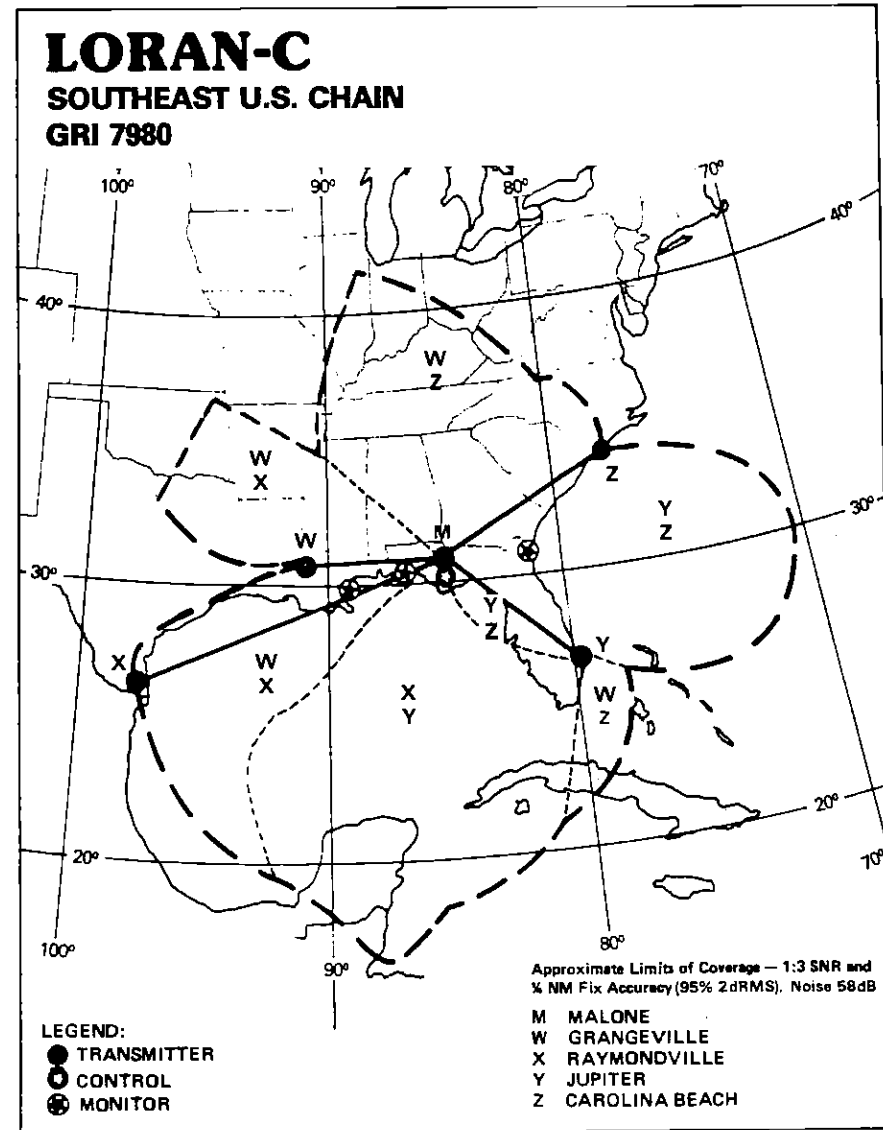 LORAN-C
SOUTHEAST U.S. CHAIN
GRI 7980
100° 90° 80° 70°
40°
40°
W
Z
W
X
Z
Y
Z
30°
M
W
30°
Y
Z
Y
X
W
X
W
Z
X
Y
20°
20°
70°
100°
90°
80°
Approximate Limits of Coverage — 1:3 SNR and
¼ NM Fix Accuracy (95% 2dRMS), Noise 58dB
M MALONE
W GRANGEVILLE
X RAYMONDVILLE
Y JUPITER
Z CAROLINA BEACH
LEGEND:
TRANSMITTER
CONTROL
MONITOR